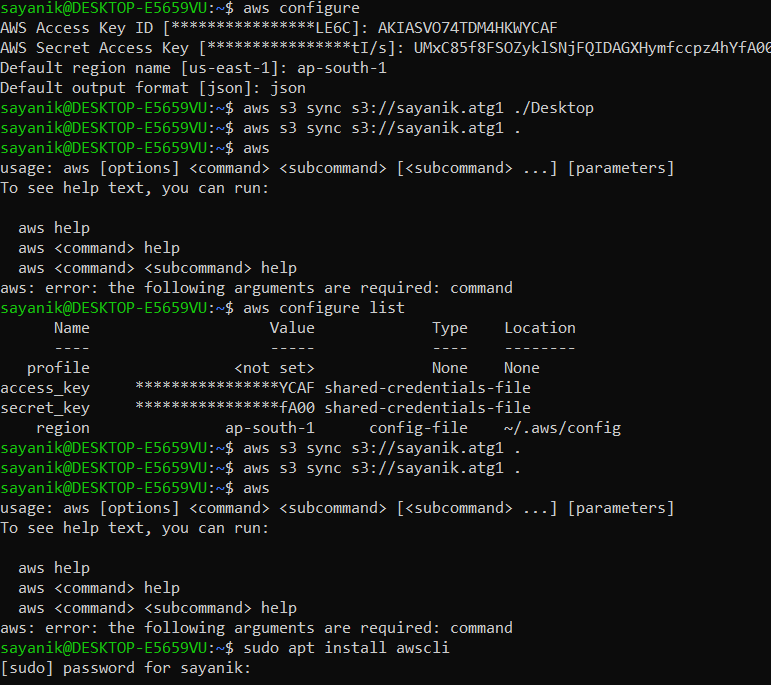 sayanik@DESKTOP-E5659VU:~$ aws configure
AWS Access Key ID [****************LE6C]: AKIASVO74TDM4HKWYCAF
AWS Secret Access Key [****************tI/s]: 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
Default region name [us-east-1]: ap-south-1
Default output format [json]: json
sayanik@DESKTOP-E5659VU:~$ aws s3 sync s3://sayanik.atg1 ./Desktop
sayanik@DESKTOP-E5659VU:~$ aws s3 sync s3://sayanik.atg1 .
sayanik@DESKTOP-E5659VU:~$ aws
usage: aws [options] <command> <subcommand> [<subcommand> ...] [parameters]
To see help text, you can run:
aws help
aws <command> help
aws <command> <subcommand> help
aws: error: the following arguments are required: command
sayanik@DESKTOP-E5659VU:~$ aws configure list
Name Value Type Location
---- ----- ---- --------
profile <not set> None None
access_key ****************YCAF shared-credentials-file
secret_key ****************fA00 shared-credentials-file
region ap-south-1 config-file ~/.aws/config
sayanik@DESKTOP-E5659VU:~$ aws s3 sync s3://sayanik.atg1 .
sayanik@DESKTOP-E5659VU:~$ aws s3 sync s3://sayanik.atg1 .
sayanik@DESKTOP-E5659VU:~$ aws
usage: aws [options] <command> <subcommand> [<subcommand> ...] [parameters]
To see help text, you can run:
aws help
aws <command> help
aws <command> <subcommand> help
aws: error: the following arguments are required: command
sayanik@DESKTOP-E5659VU:~$ sudo apt install awscli
[sudo] password for sayanik: